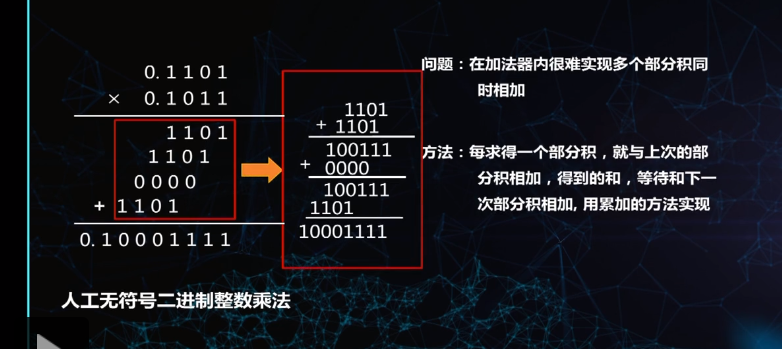 0.1101
× 0.1011
1101
1101
0000
+ 1101
0.10001111
1101
+ 1101
100111
+ 0000
100111
1101
10001111
问题：在加法器内很难实现多个部分积同
时相加
方法：每求得一个部分积，就与上次的部
分积相加，得到的和，等待和下一
次部分积相加, 用累加的方法实现
人工无符号二进制整数乘法